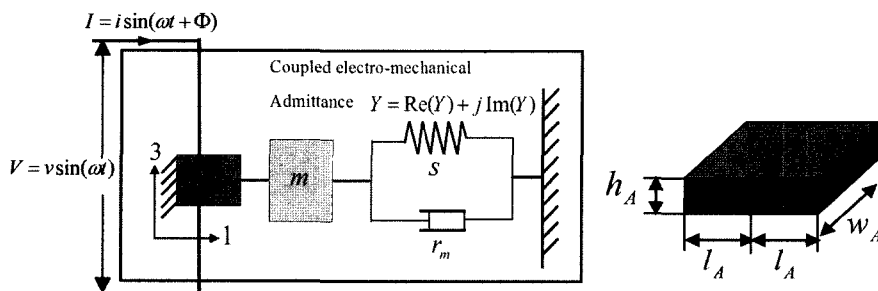 I = i sin(ωt + Φ)
Coupled electro-mechanical
Admittance Y = Re(Y) + j Im(Y)
V = v sin(ωt)
3
1
m
s
r_m
h_A
l_A
l_A
w_A